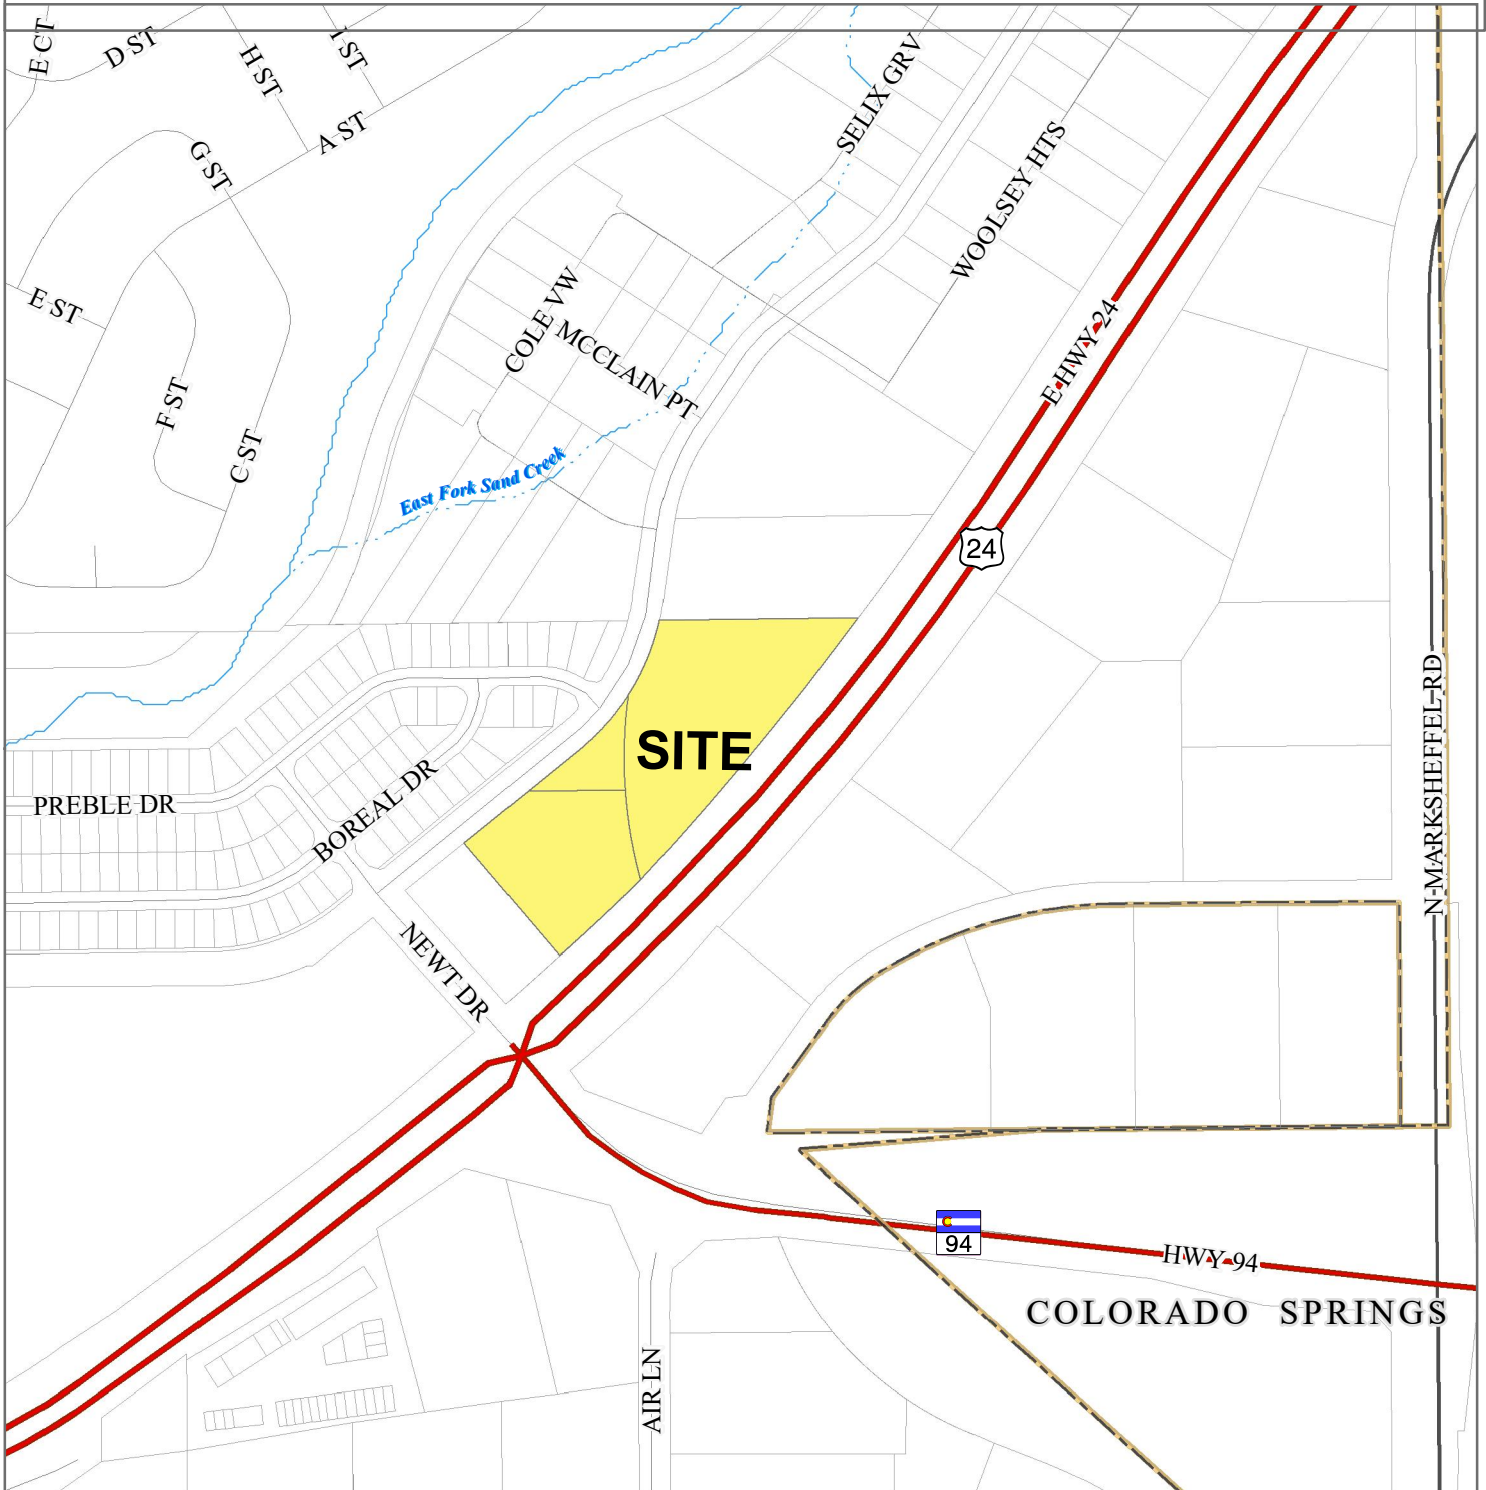 E CT
D ST
H ST
I ST
A ST
G ST
SELIX GRV
WOOLSEY HTS
E ST
COLE VW
MCCLAIN PT
E HWY 24
F ST
C ST
East Fork Sand Creek
24
SITE
N MARKSHEFFEL RD
PREBLE DR
BOREAL DR
NEWT DR
94
HWY 94
COLORADO SPRINGS
AIR LN